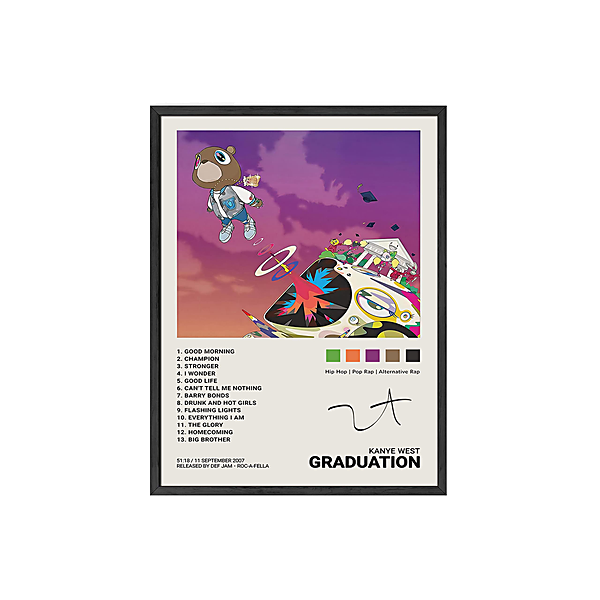 1. GOOD MORNING
2. CHAMPION
3. STRONGER
4. I WONDER
5. GOOD LIFE
6. CAN'T TELL ME NOTHING
7. BARRY BONDS
8. DRUNK AND HOT GIRLS
9. FLASHING LIGHTS
10. EVERYTHING I AM
11. THE GLORY
12. HOMECOMING
13. BIG BROTHER
51:18 / 11 SEPTEMBER 2007
RELEASED BY DEF JAM - ROC-A-FELLA
Hip Hop | Pop Rap | Alternative Rap
KANYE WEST
GRADUATION